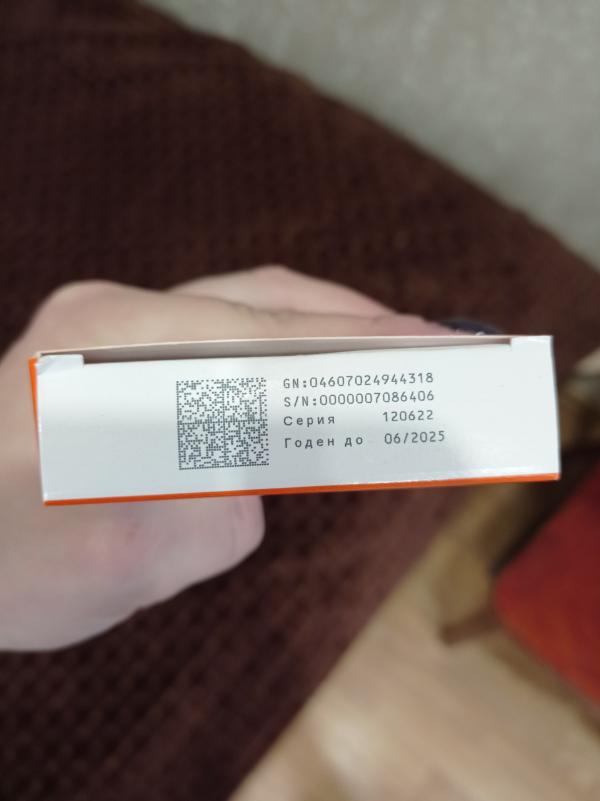 GN:04607024944318
S/N:0000007086406
Серия 120622
Годен до 06/2025